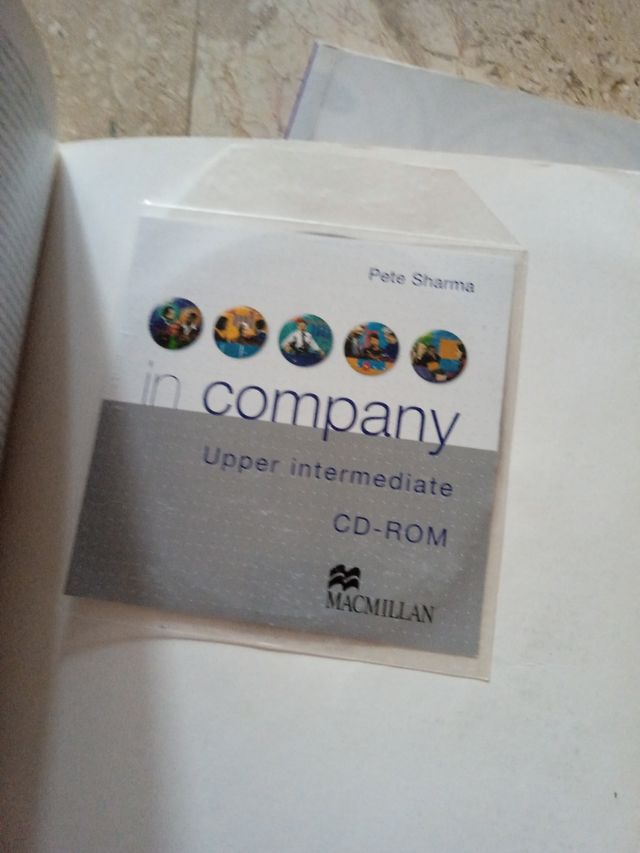 Pete Sharma
in company
Upper intermediate
CD-ROM
MACMILLAN